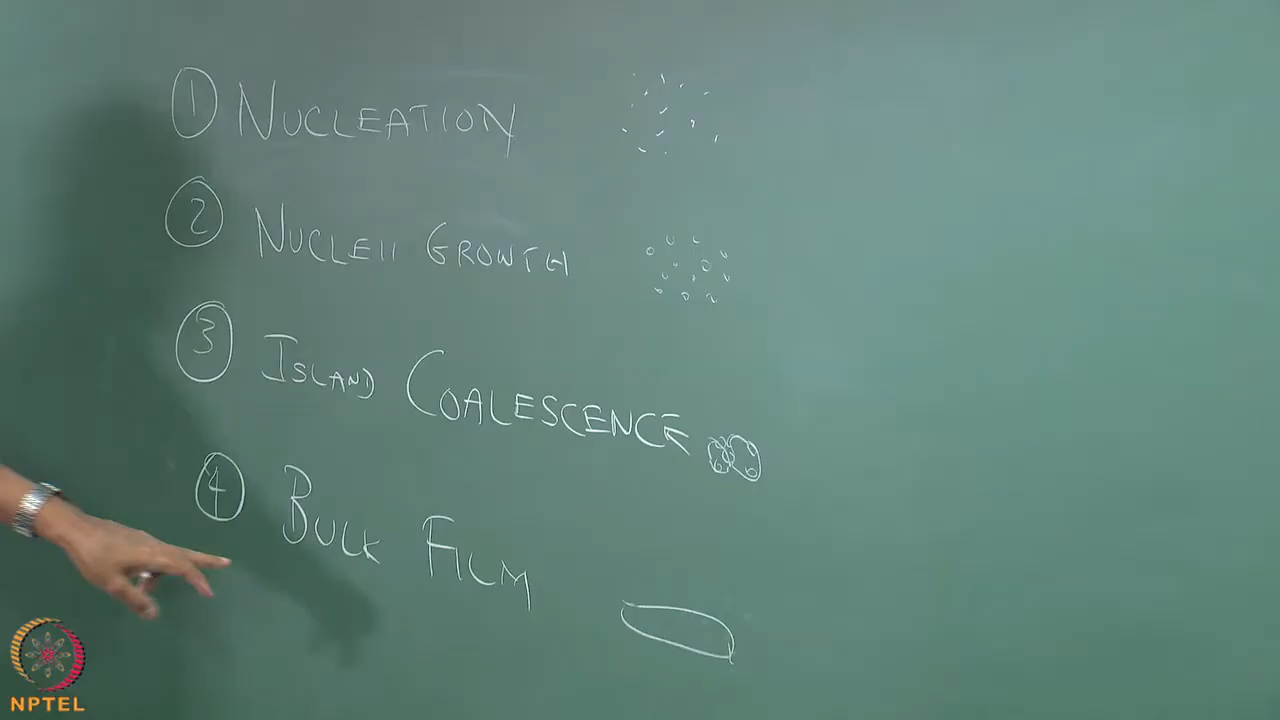 1 NUCLEATION
2 NUCLEII GROWTH
3 ISLAND COALESCENCE
4 BULK FILM
NPTEL